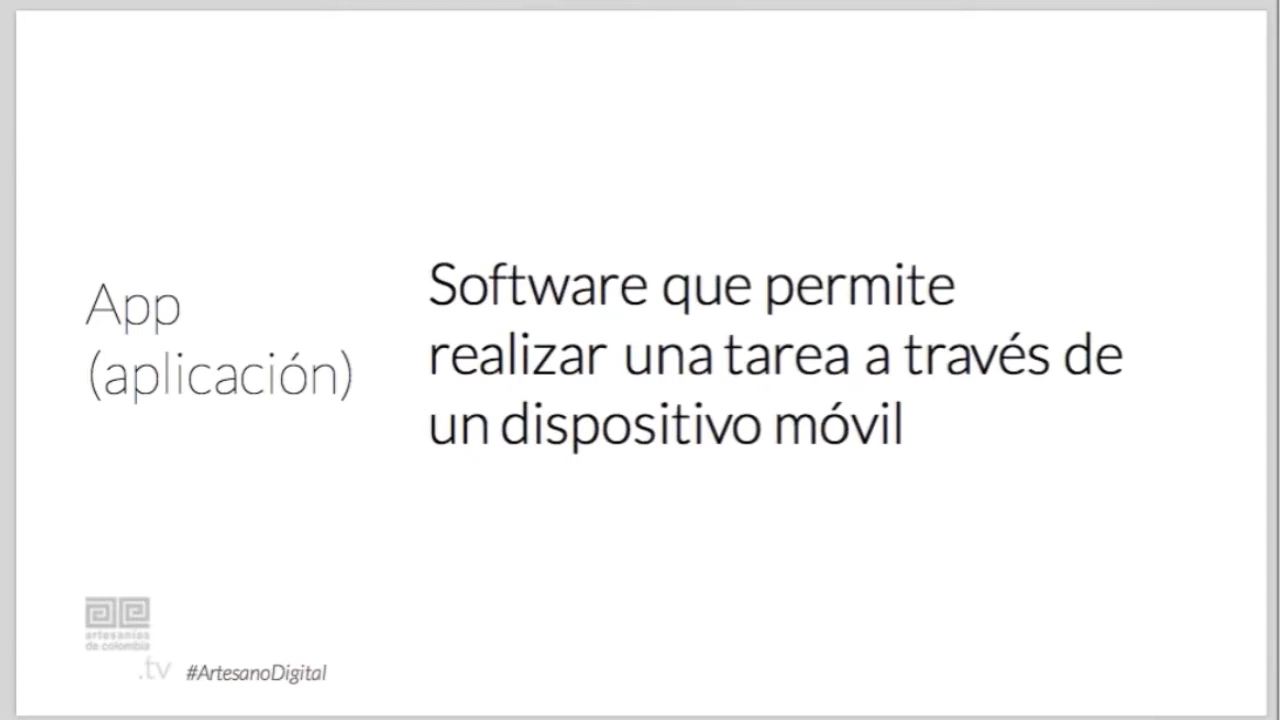 App
(aplicación)
Software que permite
realizar una tarea a través de
un dispositivo móvil
artesanías
de colombia
.tv
#ArtesanoDigital